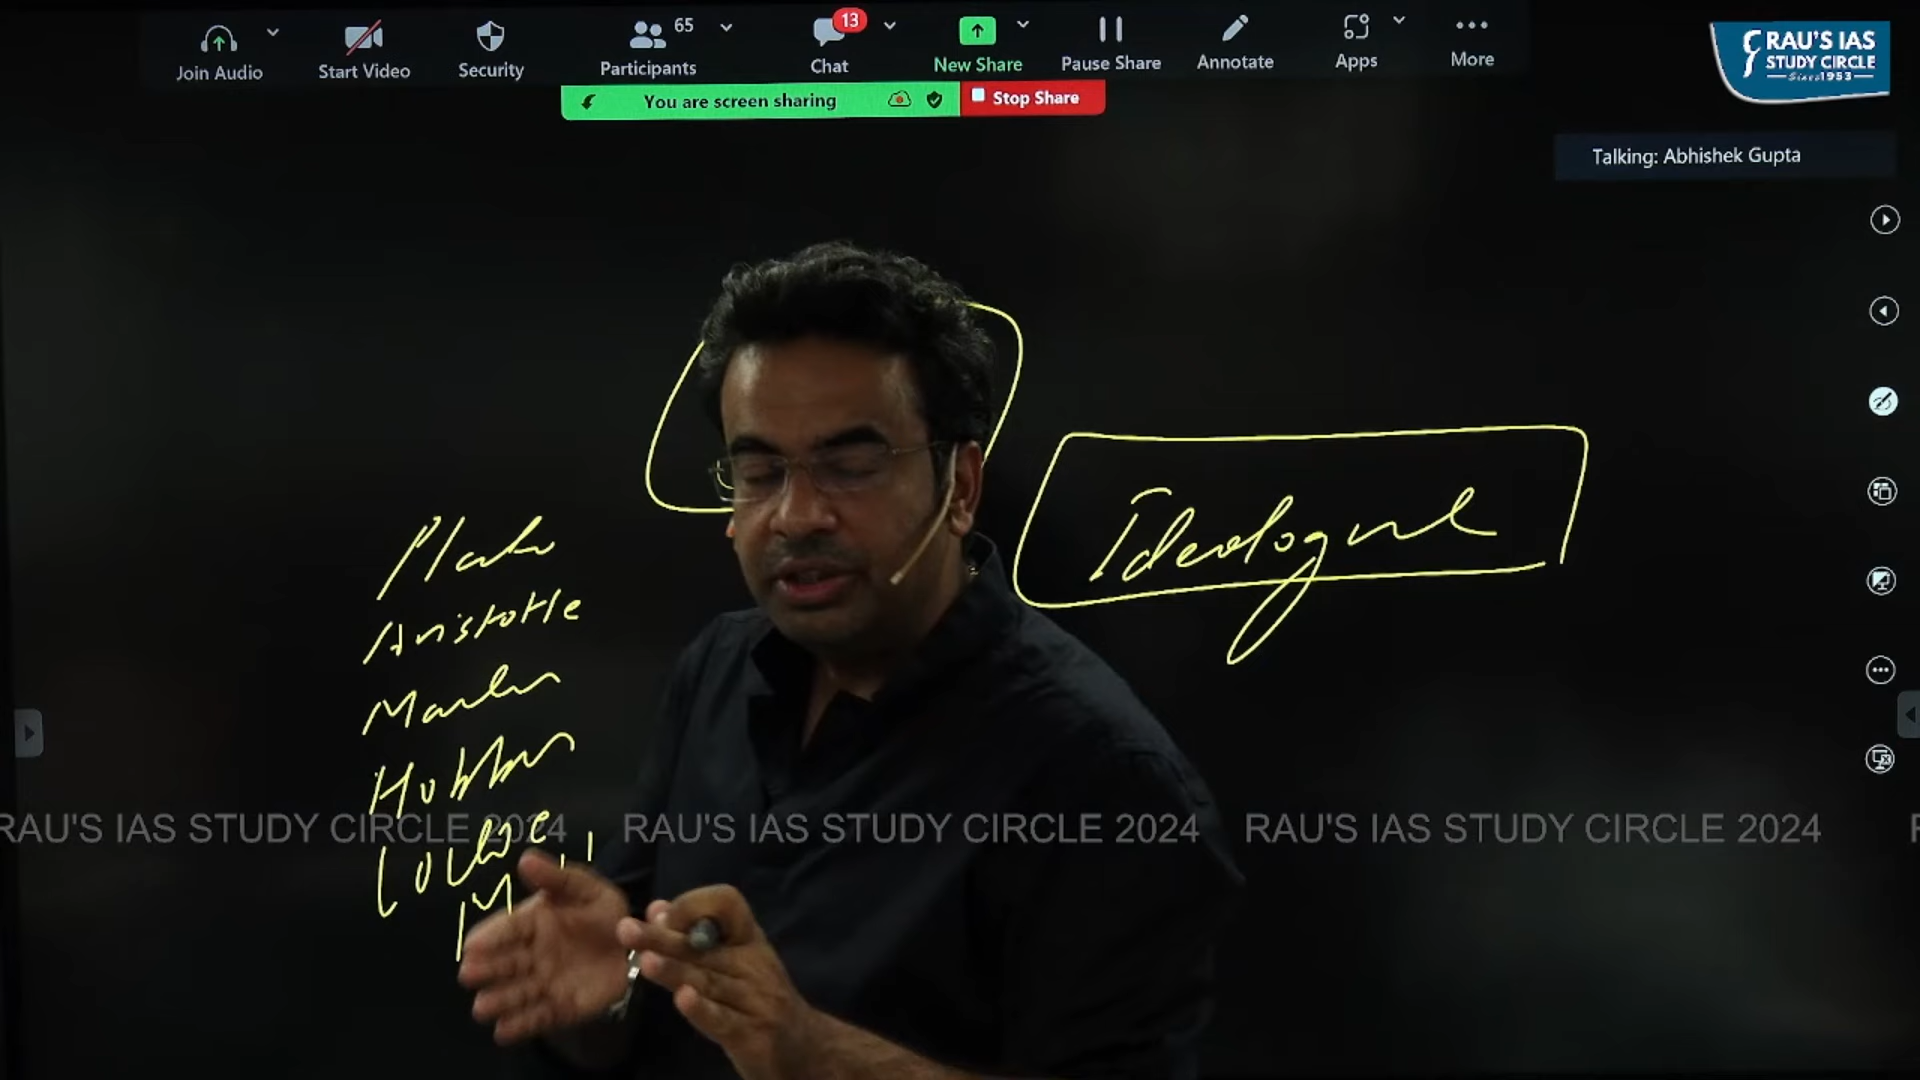 65
13
Join Audio
Start Video
Security
Participants
Chat
New Share
Pause Share
Annotate
Apps
More
You are screen sharing
Stop Share
RAU'S IAS
STUDY CIRCLE
Since 1953
Talking: Abhishek Gupta
Ideologue
Plato
Aristotle
Hobbes
Locke
RAU'S IAS STUDY CIRCLE 2024 RAU'S IAS STUDY CIRCLE 2024 RAU'S IAS STUDY CIRCLE 2024